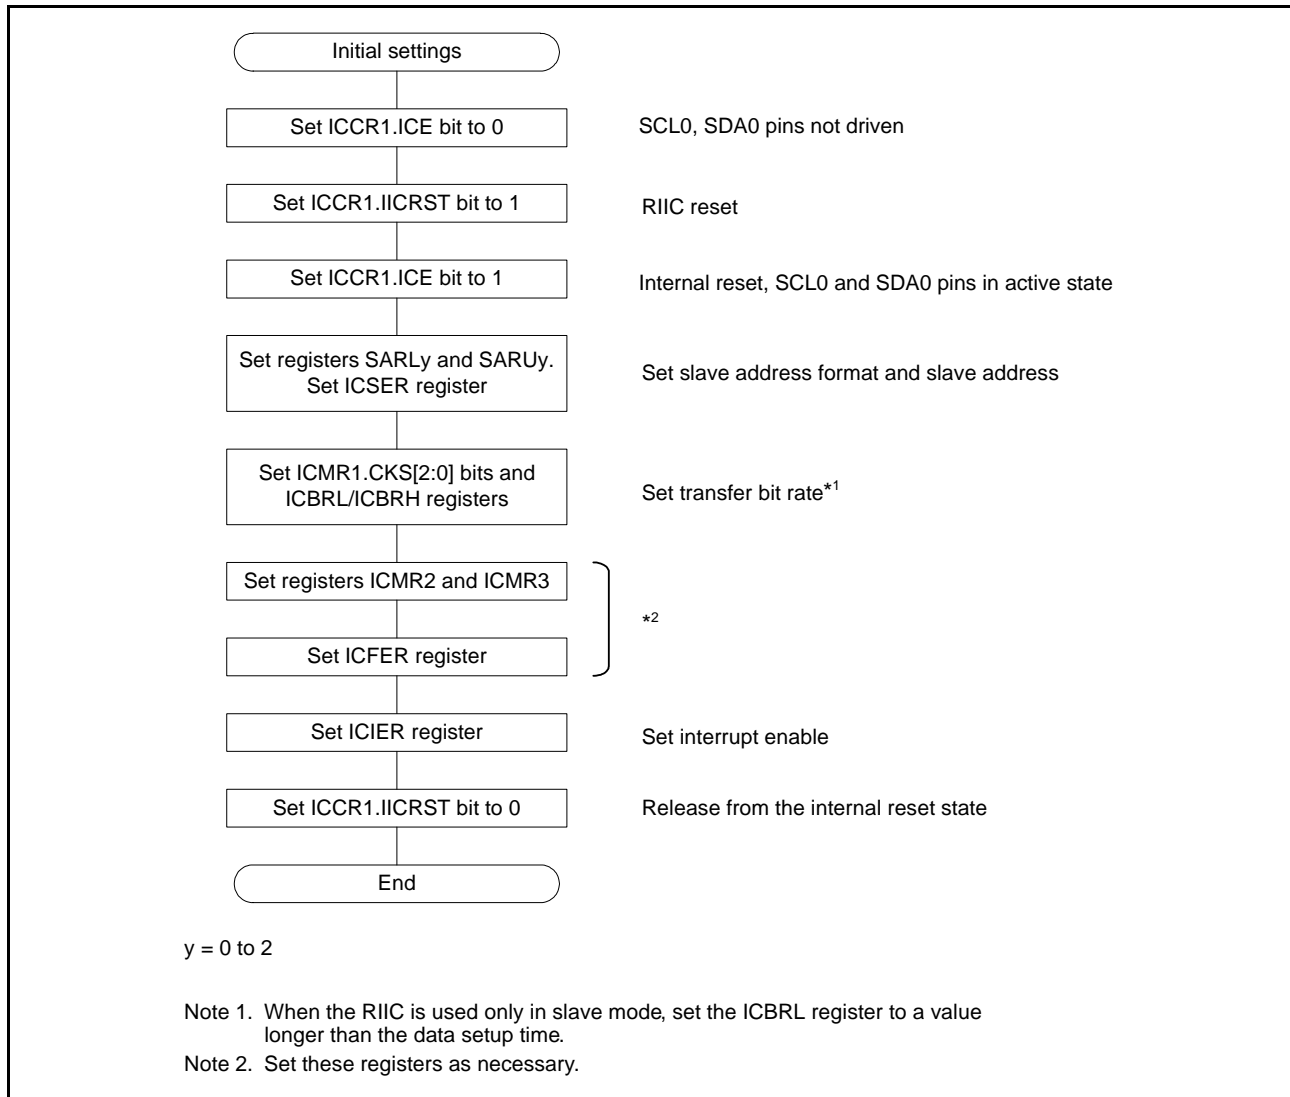 Initial settings
Set ICCR1.ICE bit to 0
SCL0, SDA0 pins not driven
Set ICCR1.IICRST bit to 1
RIIC reset
Set ICCR1.ICE bit to 1
Internal reset, SCL0 and SDA0 pins in active state
Set registers SARLy and SARUy.
Set ICSER register
Set slave address format and slave address
Set ICMR1.CKS[2:0] bits and
ICBRL/ICBRH registers
Set transfer bit rate*1
Set registers ICMR2 and ICMR3
*2
Set ICFER register
Set ICIER register
Set interrupt enable
Set ICCR1.IICRST bit to 0
Release from the internal reset state
End
y = 0 to 2
Note 1. When the RIIC is used only in slave mode, set the ICBRL register to a value
longer than the data setup time.
Note 2. Set these registers as necessary.